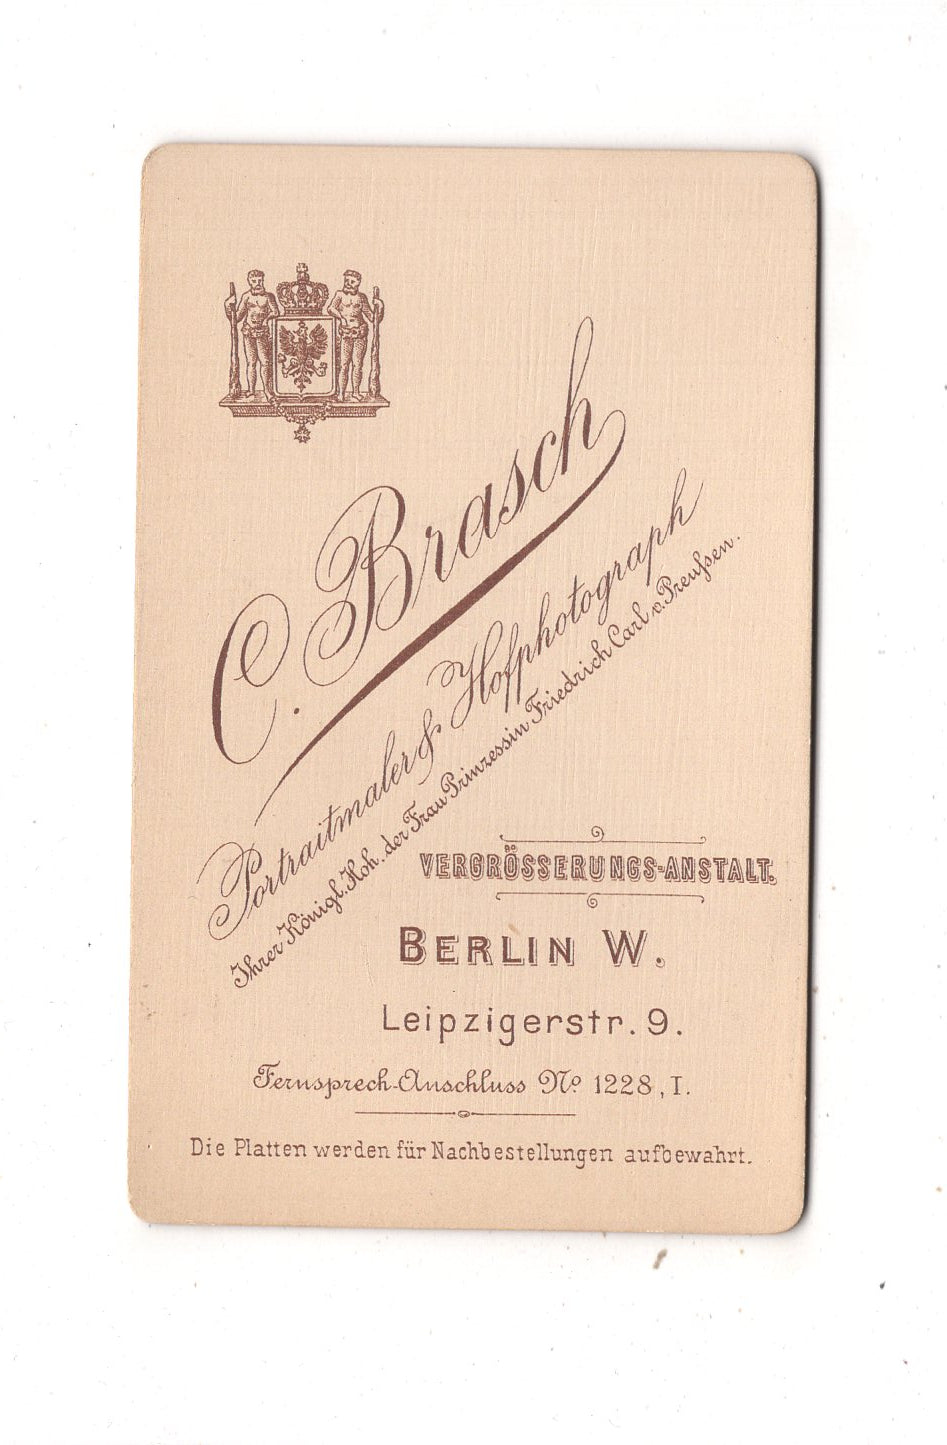 C. Brasch
Portraitmaler & Hofphotograph
Ihrer Königl. Hoh. der Frau Prinzessin Friedrich Carl v. Preußen.
VERGRÖSSERUNGS-ANSTALT.
BERLIN W.
Leipzigerstr. 9.
Fernsprech-Anschluss No 1228, I.
Die Platten werden für Nachbestellungen aufbewahrt.